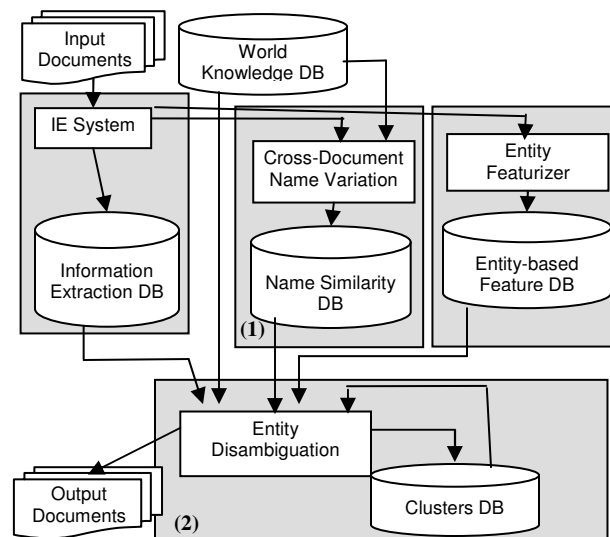 Input
Documents
World
Knowledge DB
IE System
Cross-Document
Name Variation
Entity
Featurizer
Information
Extraction DB
Name Similarity
DB
Entity-based
Feature DB
(1)
Entity
Disambiguation
Output
Documents
Clusters DB
(2)